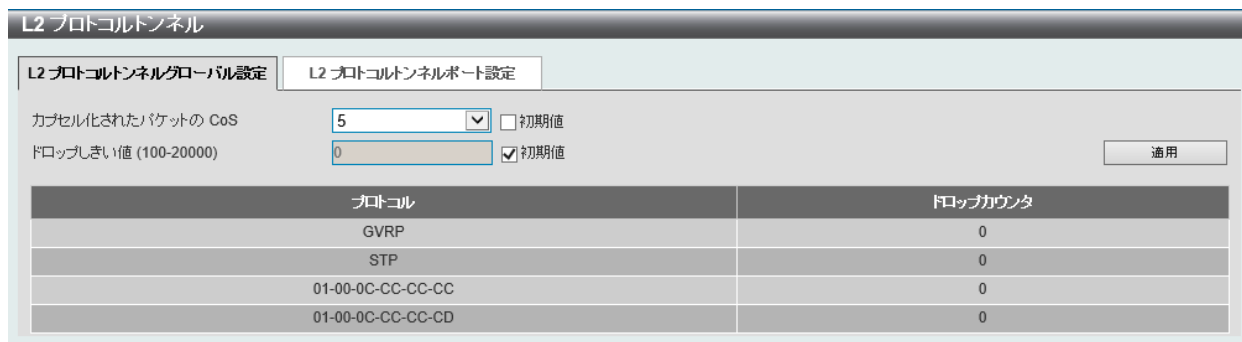 L2 プロトコルトンネル
L2 プロトコルトンネルグローバル設定 L2 プロトコルトンネルポート設定
カプセル化されたパケットの CoS 5 初期値
ドロップしきい値 (100-20000) 0 初期値 適用
プロトコル ドロップカウンタ
GVRP 0
STP 0
01-00-0C-CC-CC-CC 0
01-00-0C-CC-CC-CD 0